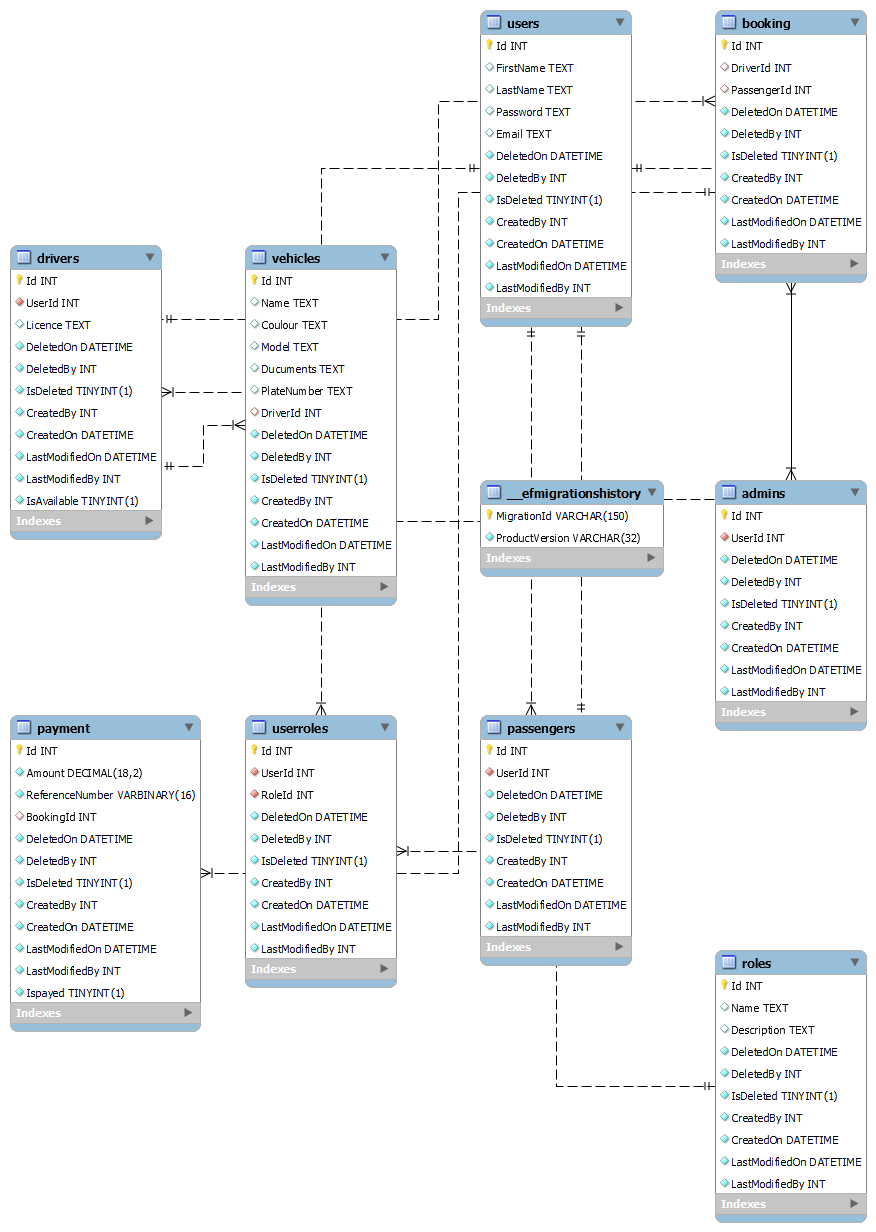 users
Id INT
FirstName TEXT
LastName TEXT
Password TEXT
Email TEXT
DeletedOn DATETIME
DeletedBy INT
IsDeleted TINYINT(1)
CreatedBy INT
CreatedOn DATETIME
LastModifiedOn DATETIME
LastModifiedBy INT
Indexes
booking
Id INT
DriverId INT
PassengerId INT
DeletedOn DATETIME
DeletedBy INT
IsDeleted TINYINT(1)
CreatedBy INT
CreatedOn DATETIME
LastModifiedOn DATETIME
LastModifiedBy INT
Indexes
drivers
Id INT
UserId INT
Licence TEXT
DeletedOn DATETIME
DeletedBy INT
IsDeleted TINYINT(1)
CreatedBy INT
CreatedOn DATETIME
LastModifiedOn DATETIME
LastModifiedBy INT
IsAvailable TINYINT(1)
Indexes
vehicles
Id INT
Name TEXT
Coulour TEXT
Model TEXT
Ducuments TEXT
PlateNumber TEXT
DriverId INT
DeletedOn DATETIME
DeletedBy INT
IsDeleted TINYINT(1)
CreatedBy INT
CreatedOn DATETIME
LastModifiedOn DATETIME
LastModifiedBy INT
Indexes
__efmigrationshistory
MigrationId VARCHAR(150)
ProductVersion VARCHAR(32)
Indexes
admins
Id INT
UserId INT
DeletedOn DATETIME
DeletedBy INT
IsDeleted TINYINT(1)
CreatedBy INT
CreatedOn DATETIME
LastModifiedOn DATETIME
LastModifiedBy INT
Indexes
payment
Id INT
Amount DECIMAL(18,2)
ReferenceNumber VARBINARY(16)
BookingId INT
DeletedOn DATETIME
DeletedBy INT
IsDeleted TINYINT(1)
CreatedBy INT
CreatedOn DATETIME
LastModifiedOn DATETIME
LastModifiedBy INT
Ispayed TINYINT(1)
Indexes
userroles
Id INT
UserId INT
RoleId INT
DeletedOn DATETIME
DeletedBy INT
IsDeleted TINYINT(1)
CreatedBy INT
CreatedOn DATETIME
LastModifiedOn DATETIME
LastModifiedBy INT
Indexes
passengers
Id INT
UserId INT
DeletedOn DATETIME
DeletedBy INT
IsDeleted TINYINT(1)
CreatedBy INT
CreatedOn DATETIME
LastModifiedOn DATETIME
LastModifiedBy INT
Indexes
roles
Id INT
Name TEXT
Description TEXT
DeletedOn DATETIME
DeletedBy INT
IsDeleted TINYINT(1)
CreatedBy INT
CreatedOn DATETIME
LastModifiedOn DATETIME
LastModifiedBy INT
Indexes